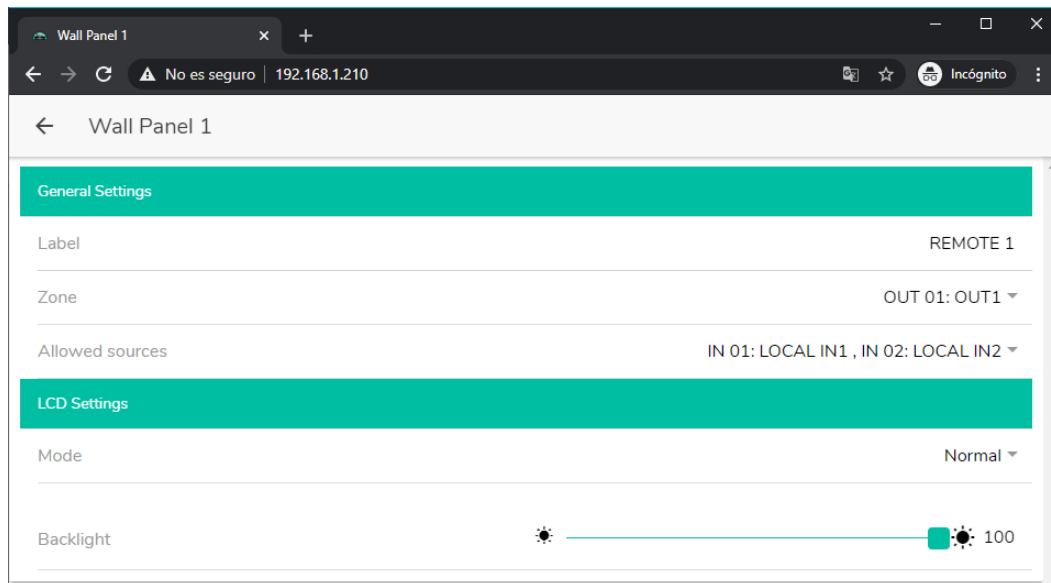 Wall Panel 1
No es seguro | 192.168.1.210 Incógnito
Wall Panel 1
General Settings
Label REMOTE 1
Zone OUT 01: OUT1
Allowed sources IN 01: LOCAL IN1 , IN 02: LOCAL IN2
LCD Settings
Mode Normal
Backlight 100